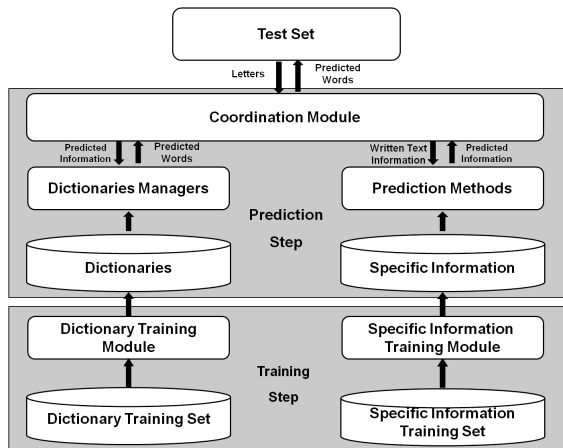 Test Set
Letters
Predicted
Words
Coordination Module
Predicted
Information
Predicted
Words
Written Text
Information
Predicted
Information
Dictionaries Managers
Prediction Methods
Prediction
Step
Dictionaries
Specific Information
Dictionary Training
Module
Specific Information
Training Module
Training
Step
Dictionary Training Set
Specific Information
Training Set